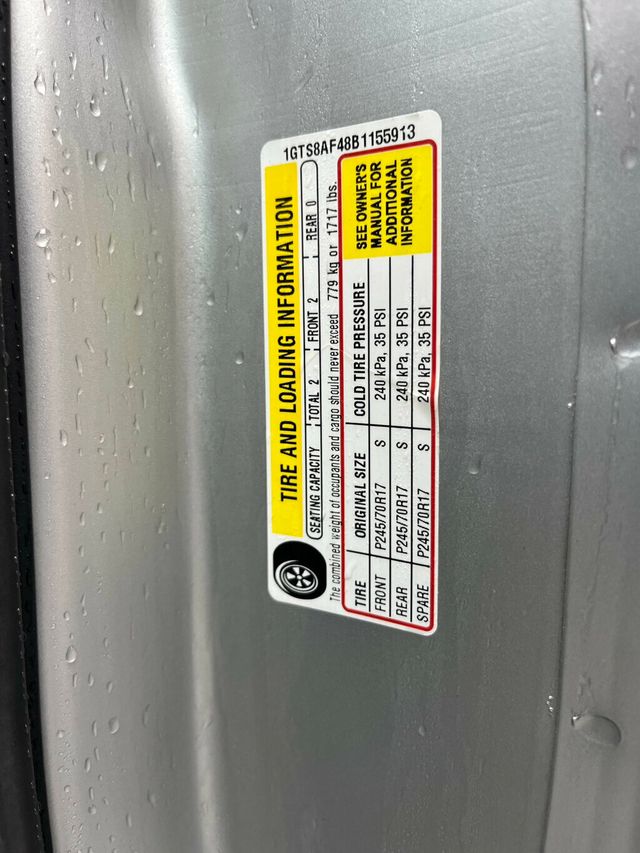 1GTS8AF48B1155913
TIRE AND LOADING INFORMATION
SEATING CAPACITY TOTAL 2 FRONT 2 REAR 0
The combined weight of occupants and cargo should never exceed 779 kg or 1717 lbs.
TIRE ORIGINAL SIZE COLD TIRE PRESSURE
FRONT P245/70R17 S 240 kPa, 35 PSI
REAR P245/70R17 S 240 kPa, 35 PSI
SPARE P245/70R17 S 240 kPa, 35 PSI
SEE OWNER'S
MANUAL FOR
ADDITIONAL
INFORMATION